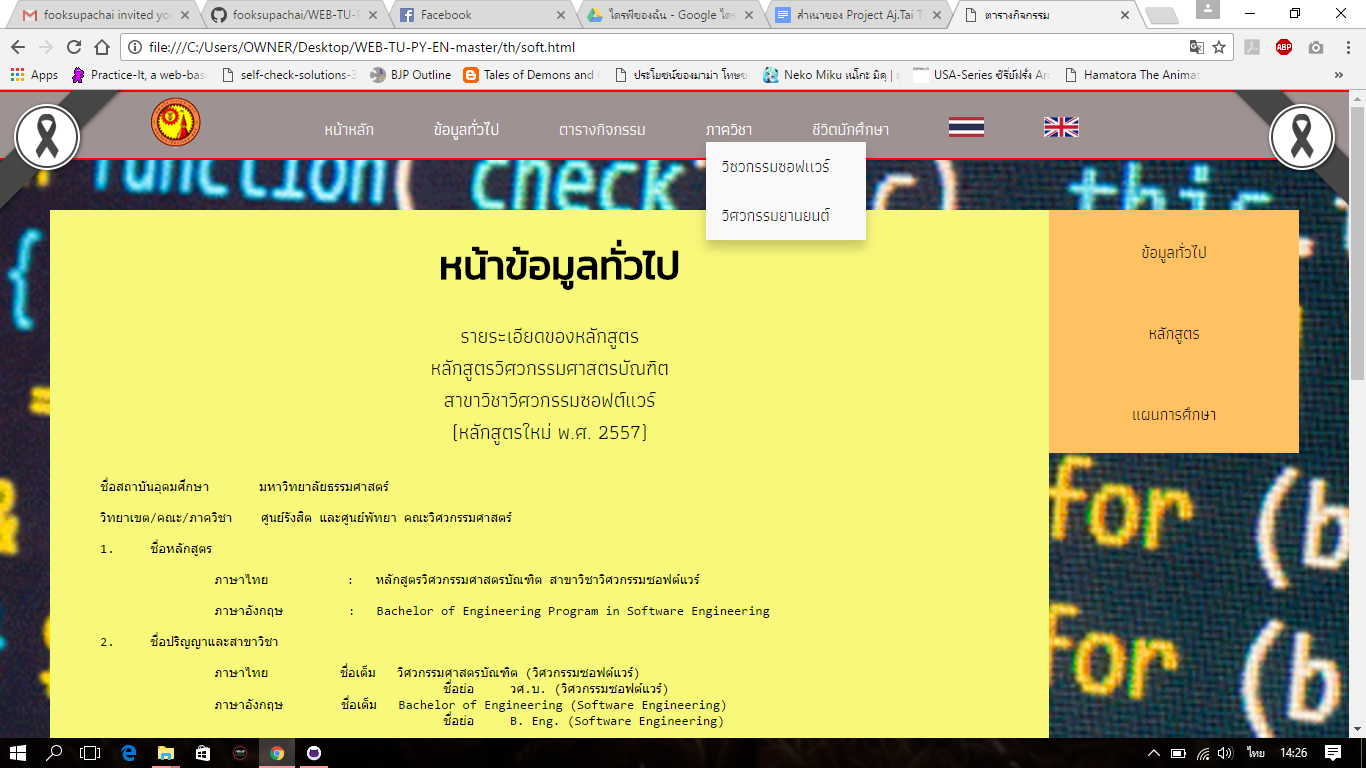 fooksupachai invited you
fooksupachai/WEB-TU-P
Facebook
ไดรฟ์ของฉัน - Google ไดร
สำเนาของ Project Aj.Tai T
ตารางกิจกรรม
file:///C:/Users/OWNER/Desktop/WEB-TU-PY-EN-master/th/soft.html
ABP
Apps
Practice-It, a web-bas
self-check-solutions-3
BJP Outline
Tales of Demons and
ประโยชน์ของมาม่า โทษข
Neko Miku เนโกะ มิคุ |
USA-Series ซีรี่ย์ฝรั่ง
Hamatora The Animat
หน้าหลัก
ข้อมูลทั่วไป
ตารางกิจกรรม
ภาควิชา
ชีวิตนักศึกษา
วิซวกรรมซอฟแวร์
วิศวกรรมยานยนต์
function( check c) this.
หน้าข้อมูลทั่วไป
รายระเอียดของหลักสูตร
หลักสูตรวิศวกรรมศาสตรบัณฑิต
สาขาวิชาวิศวกรรมซอฟต์แวร์
(หลักสูตรใหม่ พ.ศ. 2557)
ข้อมูลทั่วไป
หลักสูตร
แผนการศึกษา
ชื่อสถาบันอุดมศึกษา มหาวิทยาลัยธรรมศาสตร์
วิทยาเขต/คณะ/ภาควิชา ศูนย์รังสิต และศูนย์พัทยา คณะวิศวกรรมศาสตร์
1. ชื่อหลักสูตร
ภาษาไทย : หลักสูตรวิศวกรรมศาสตรบัณฑิต สาขาวิชาวิศวกรรมซอฟต์แวร์
ภาษาอังกฤษ : Bachelor of Engineering Program in Software Engineering
2. ชื่อปริญญาและสาขาวิชา
ภาษาไทย ชื่อเต็ม วิศวกรรมศาสตรบัณฑิต (วิศวกรรมซอฟต์แวร์)
ชื่อย่อ วศ.บ. (วิศวกรรมซอฟต์แวร์)
ภาษาอังกฤษ ชื่อเต็ม Bachelor of Engineering (Software Engineering)
ชื่อย่อ B. Eng. (Software Engineering)
for (b
for (b
ไทย
14:26